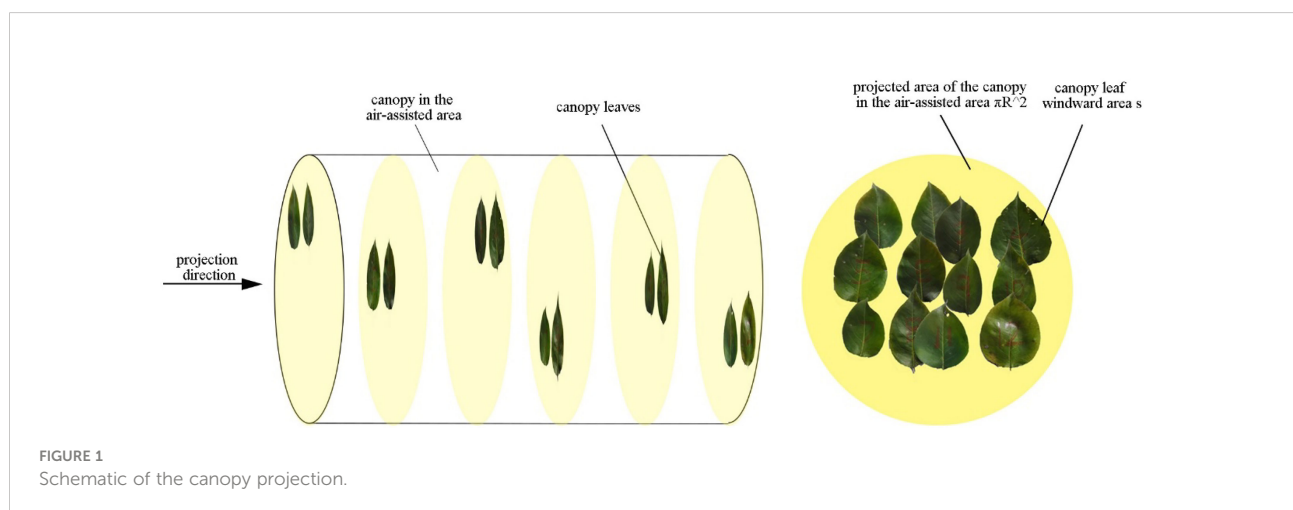 canopy in the
air-assisted area
canopy leaves
projected area of the canopy
in the air-assisted area πR^2
canopy leaf
windward area s
projection
direction
FIGURE 1
Schematic of the canopy projection.